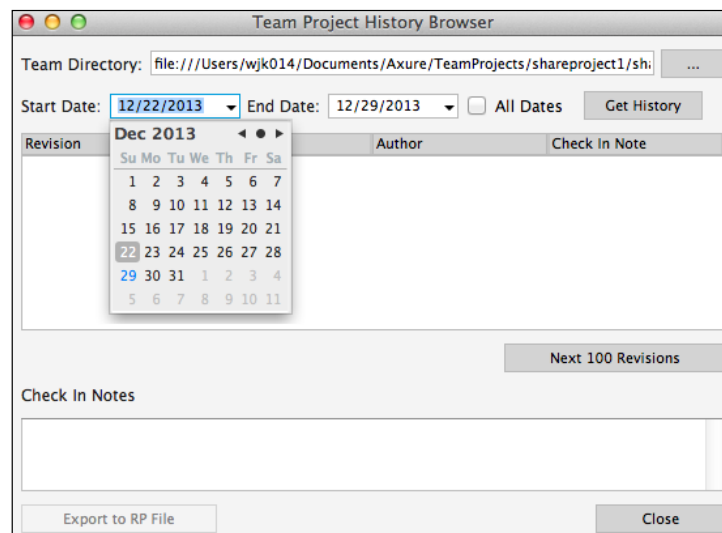 Team Project History Browser
Team Directory: file:///Users/wjk014/Documents/Axure/TeamProjects/shareproject1/sha ...
Start Date: 12/22/2013 End Date: 12/29/2013 All Dates Get History
Dec 2013
Revision Author Check In Note
Su Mo Tu We Th Fr Sa
1 2 3 4 5 6 7
8 9 10 11 12 13 14
15 16 17 18 19 20 21
22 23 24 25 26 27 28
29 30 31 1 2 3 4
5 6 7 8 9 10 11
Next 100 Revisions
Check In Notes
Export to RP File Close